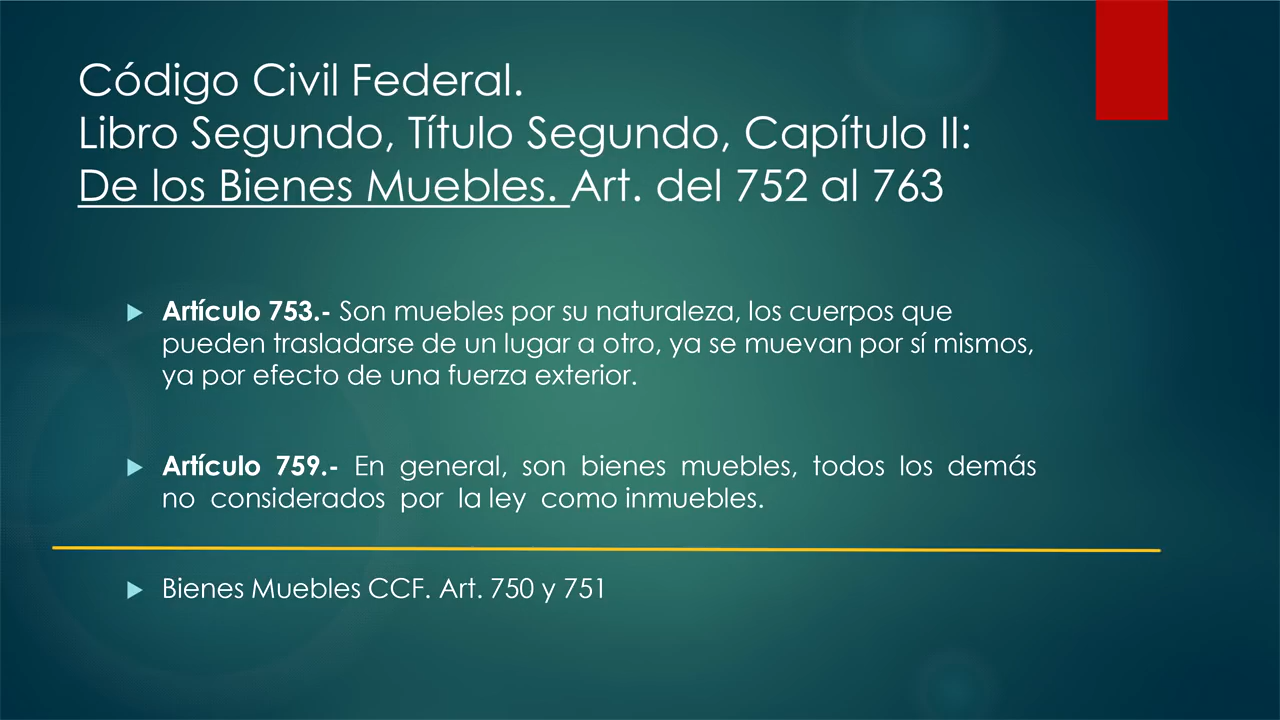 Código Civil Federal.
Libro Segundo, Título Segundo, Capítulo II:
De los Bienes Muebles. Art. del 752 al 763
Artículo 753.- Son muebles por su naturaleza, los cuerpos que
pueden trasladarse de un lugar a otro, ya se muevan por sí mismos,
ya por efecto de una fuerza exterior.
Artículo 759.- En general, son bienes muebles, todos los demás
no considerados por la ley como inmuebles.
Bienes Muebles CCF. Art. 750 y 751